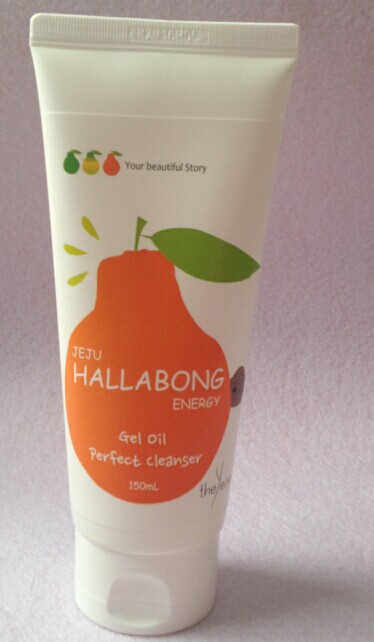 Your beautiful Story
JEJU
HALLABONG
ENERGY
Gel Oil
Perfect Cleanser
150mL